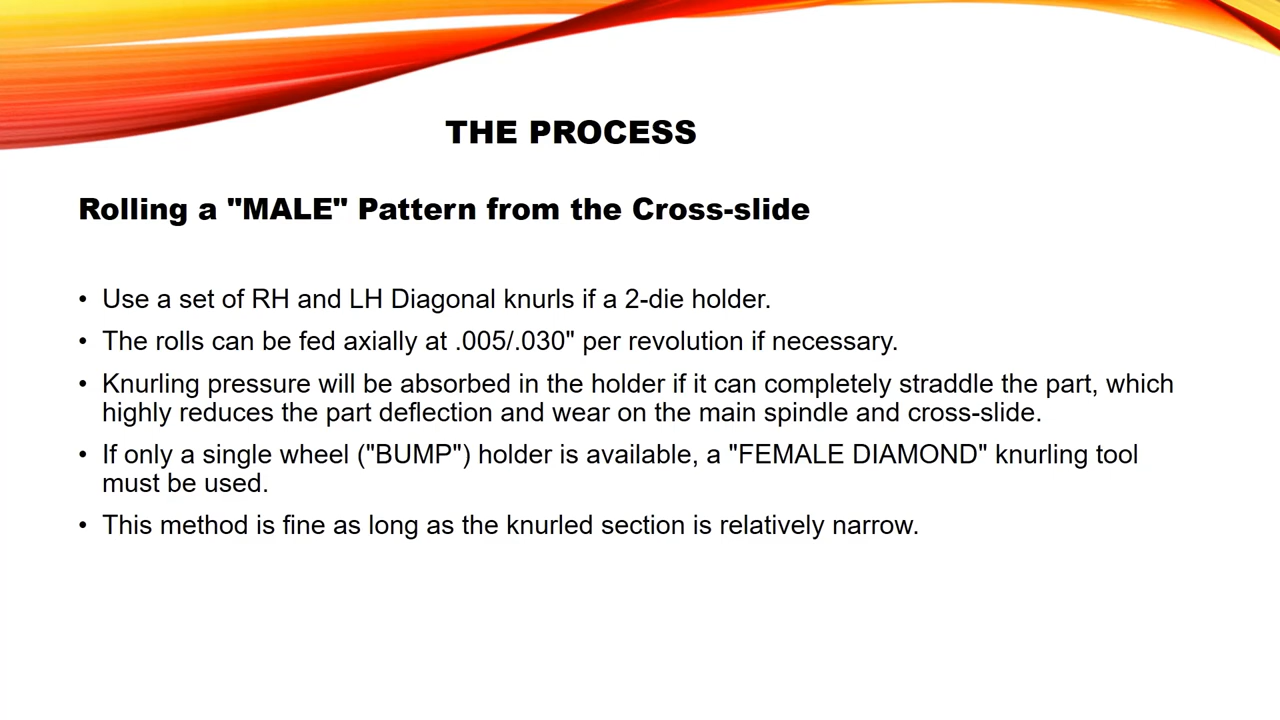 THE PROCESS
Rolling a "MALE" Pattern from the Cross-slide
• Use a set of RH and LH Diagonal knurls if a 2-die holder.
• The rolls can be fed axially at .005/.030" per revolution if necessary.
• Knurling pressure will be absorbed in the holder if it can completely straddle the part, which
highly reduces the part deflection and wear on the main spindle and cross-slide.
• If only a single wheel ("BUMP") holder is available, a "FEMALE DIAMOND" knurling tool
must be used.
• This method is fine as long as the knurled section is relatively narrow.